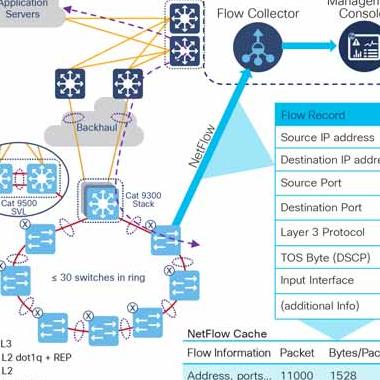 Application
Servers
Flow Collector
Management
Console
Backhaul
NetFlow
Cat 9500
SVL
Cat 9300
Stack
≤ 30 switches in ring
X
X
X
X
X
X
X
X
Flow Record
Source IP address
Destination IP addre
Source Port
Destination Port
Layer 3 Protocol
TOS Byte (DSCP)
Input Interface
(additional Info)
L3
L2 dot1q + REP
L2
NetFlow Cache
Flow Information Packet Bytes/Pac
Address, ports... 11000 1528